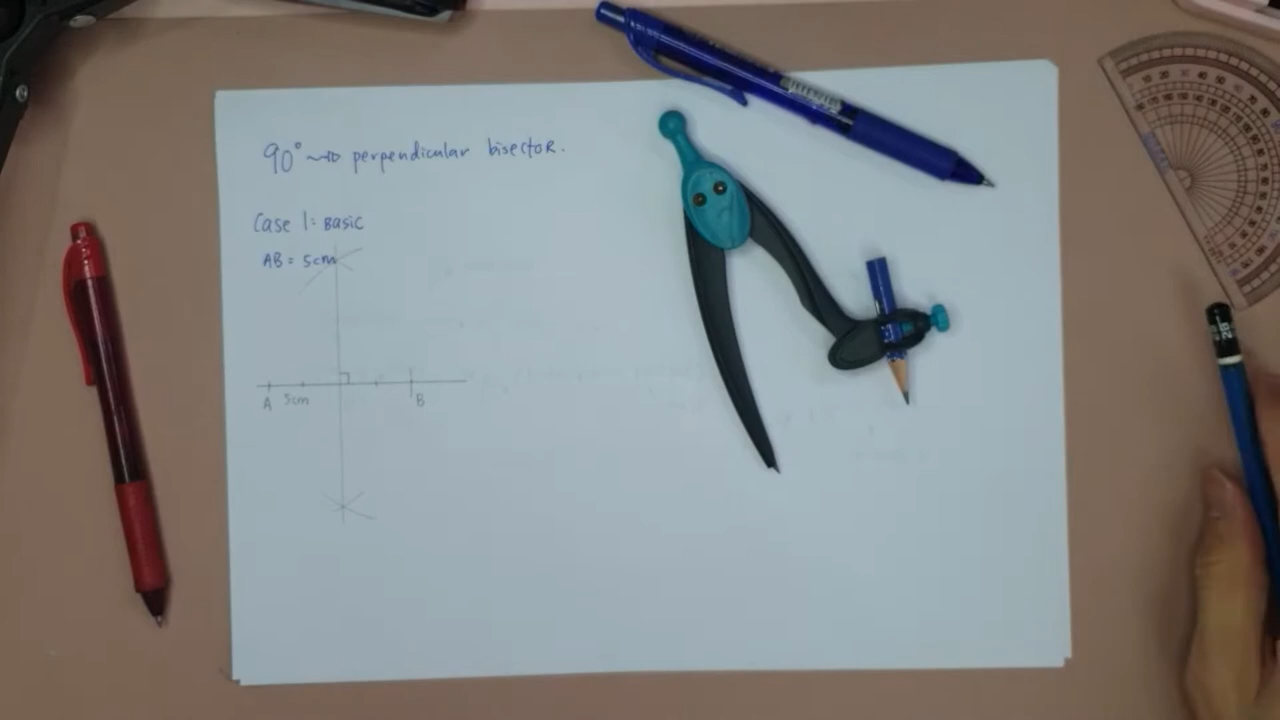 90° ~> perpendicular bisector.
Case 1: Basic
AB = 5cm
A 5cm B